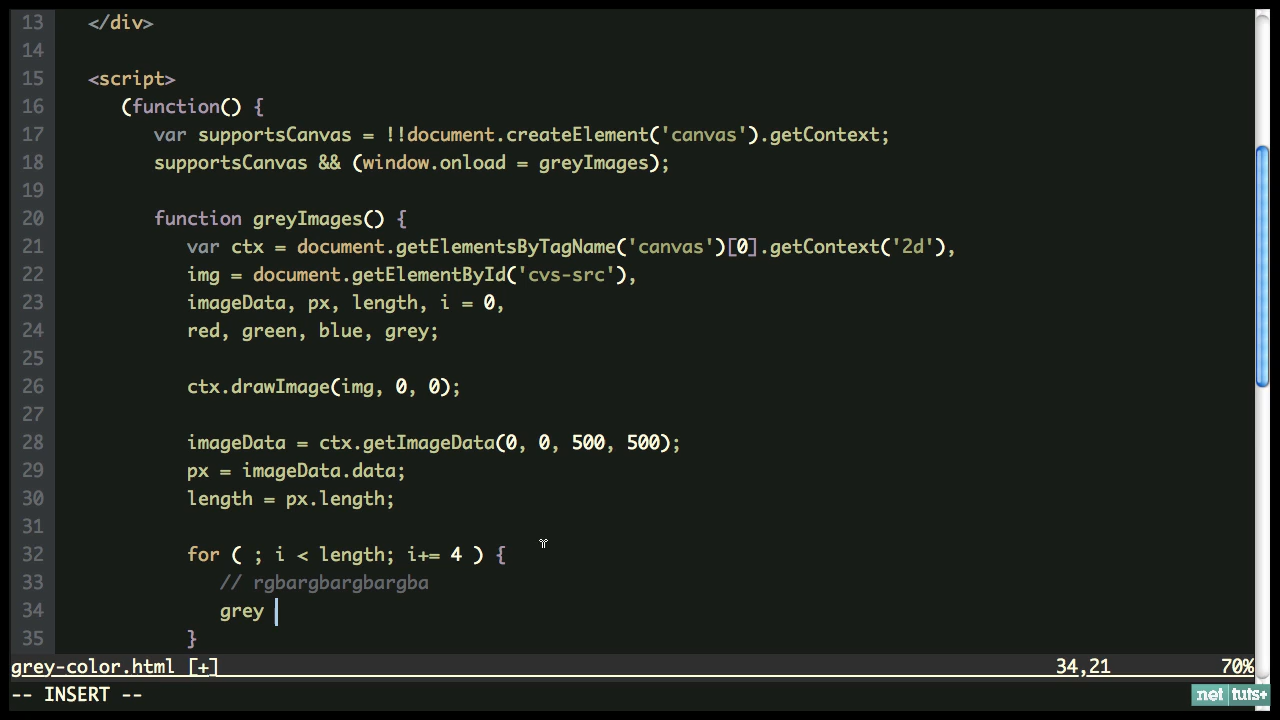 13 </div>
14
15 <script>
16 (function() {
17 var supportsCanvas = !!document.createElement('canvas').getContext;
18 supportsCanvas && (window.onload = greyImages);
19
20 function greyImages() {
21 var ctx = document.getElementsByTagName('canvas')[0].getContext('2d'),
22 img = document.getElementById('cvs-src'),
23 imageData, px, length, i = 0,
24 red, green, blue, grey;
25
26 ctx.drawImage(img, 0, 0);
27
28 imageData = ctx.getImageData(0, 0, 500, 500);
29 px = imageData.data;
30 length = px.length;
31
32 for ( ; i < length; i+= 4 ) {
33 // rgbargbargbargba
34 grey
35 }
grey-color.html [+] 34,21 70%
-- INSERT --
net tuts+